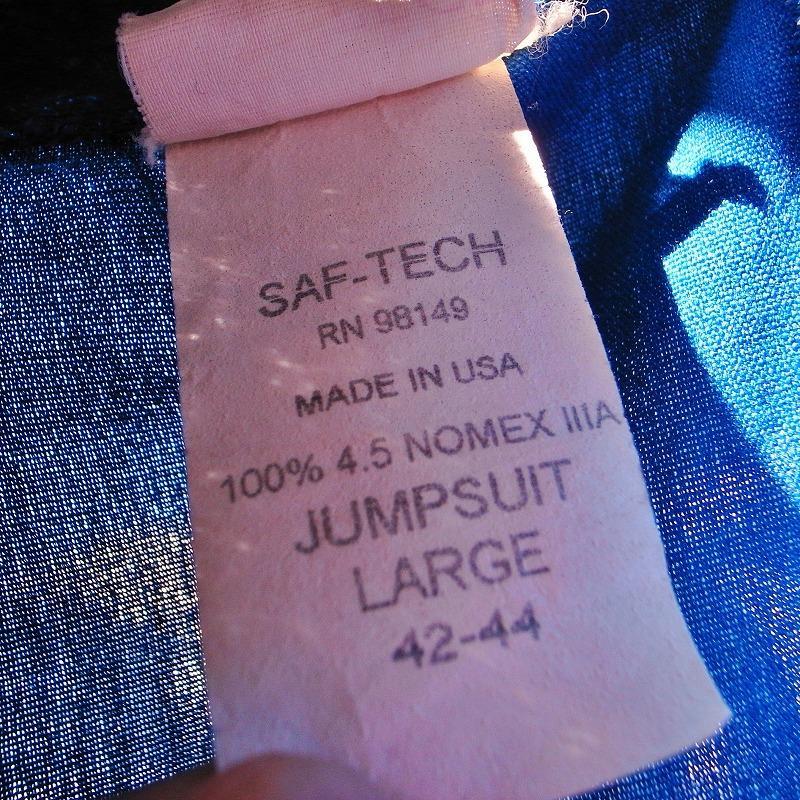 SAF-TECH
RN 98149
MADE IN USA
100% 4.5 NOMEX IIIA
JUMPSUIT
LARGE
42-44